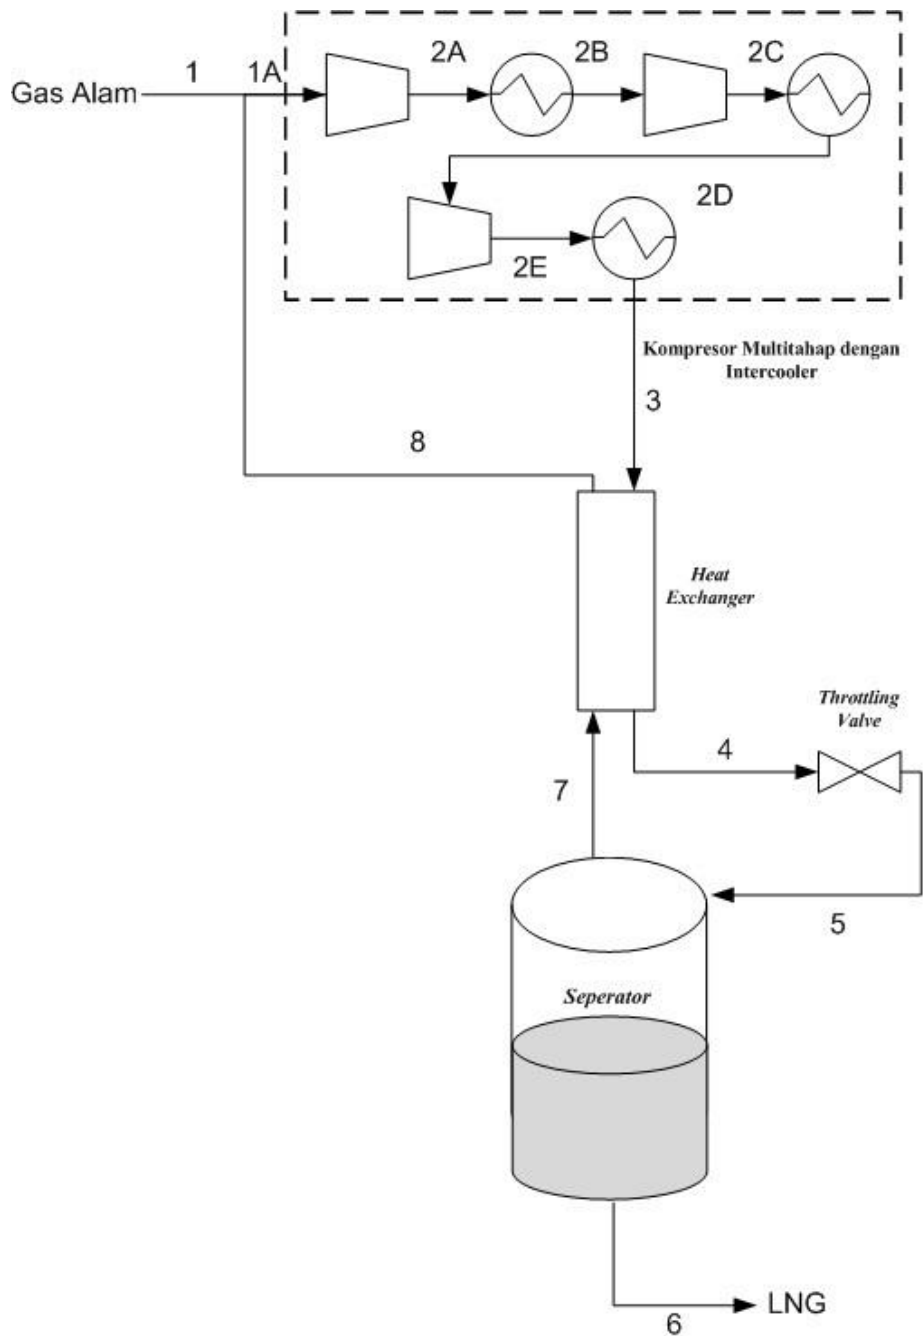 Gas Alam
1
1A
2A
2B
2C
2D
2E
Kompresor Multitahap dengan
Intercooler
3
8
Heat
Exchanger
Throttling
Valve
4
7
5
Seperator
LNG
6